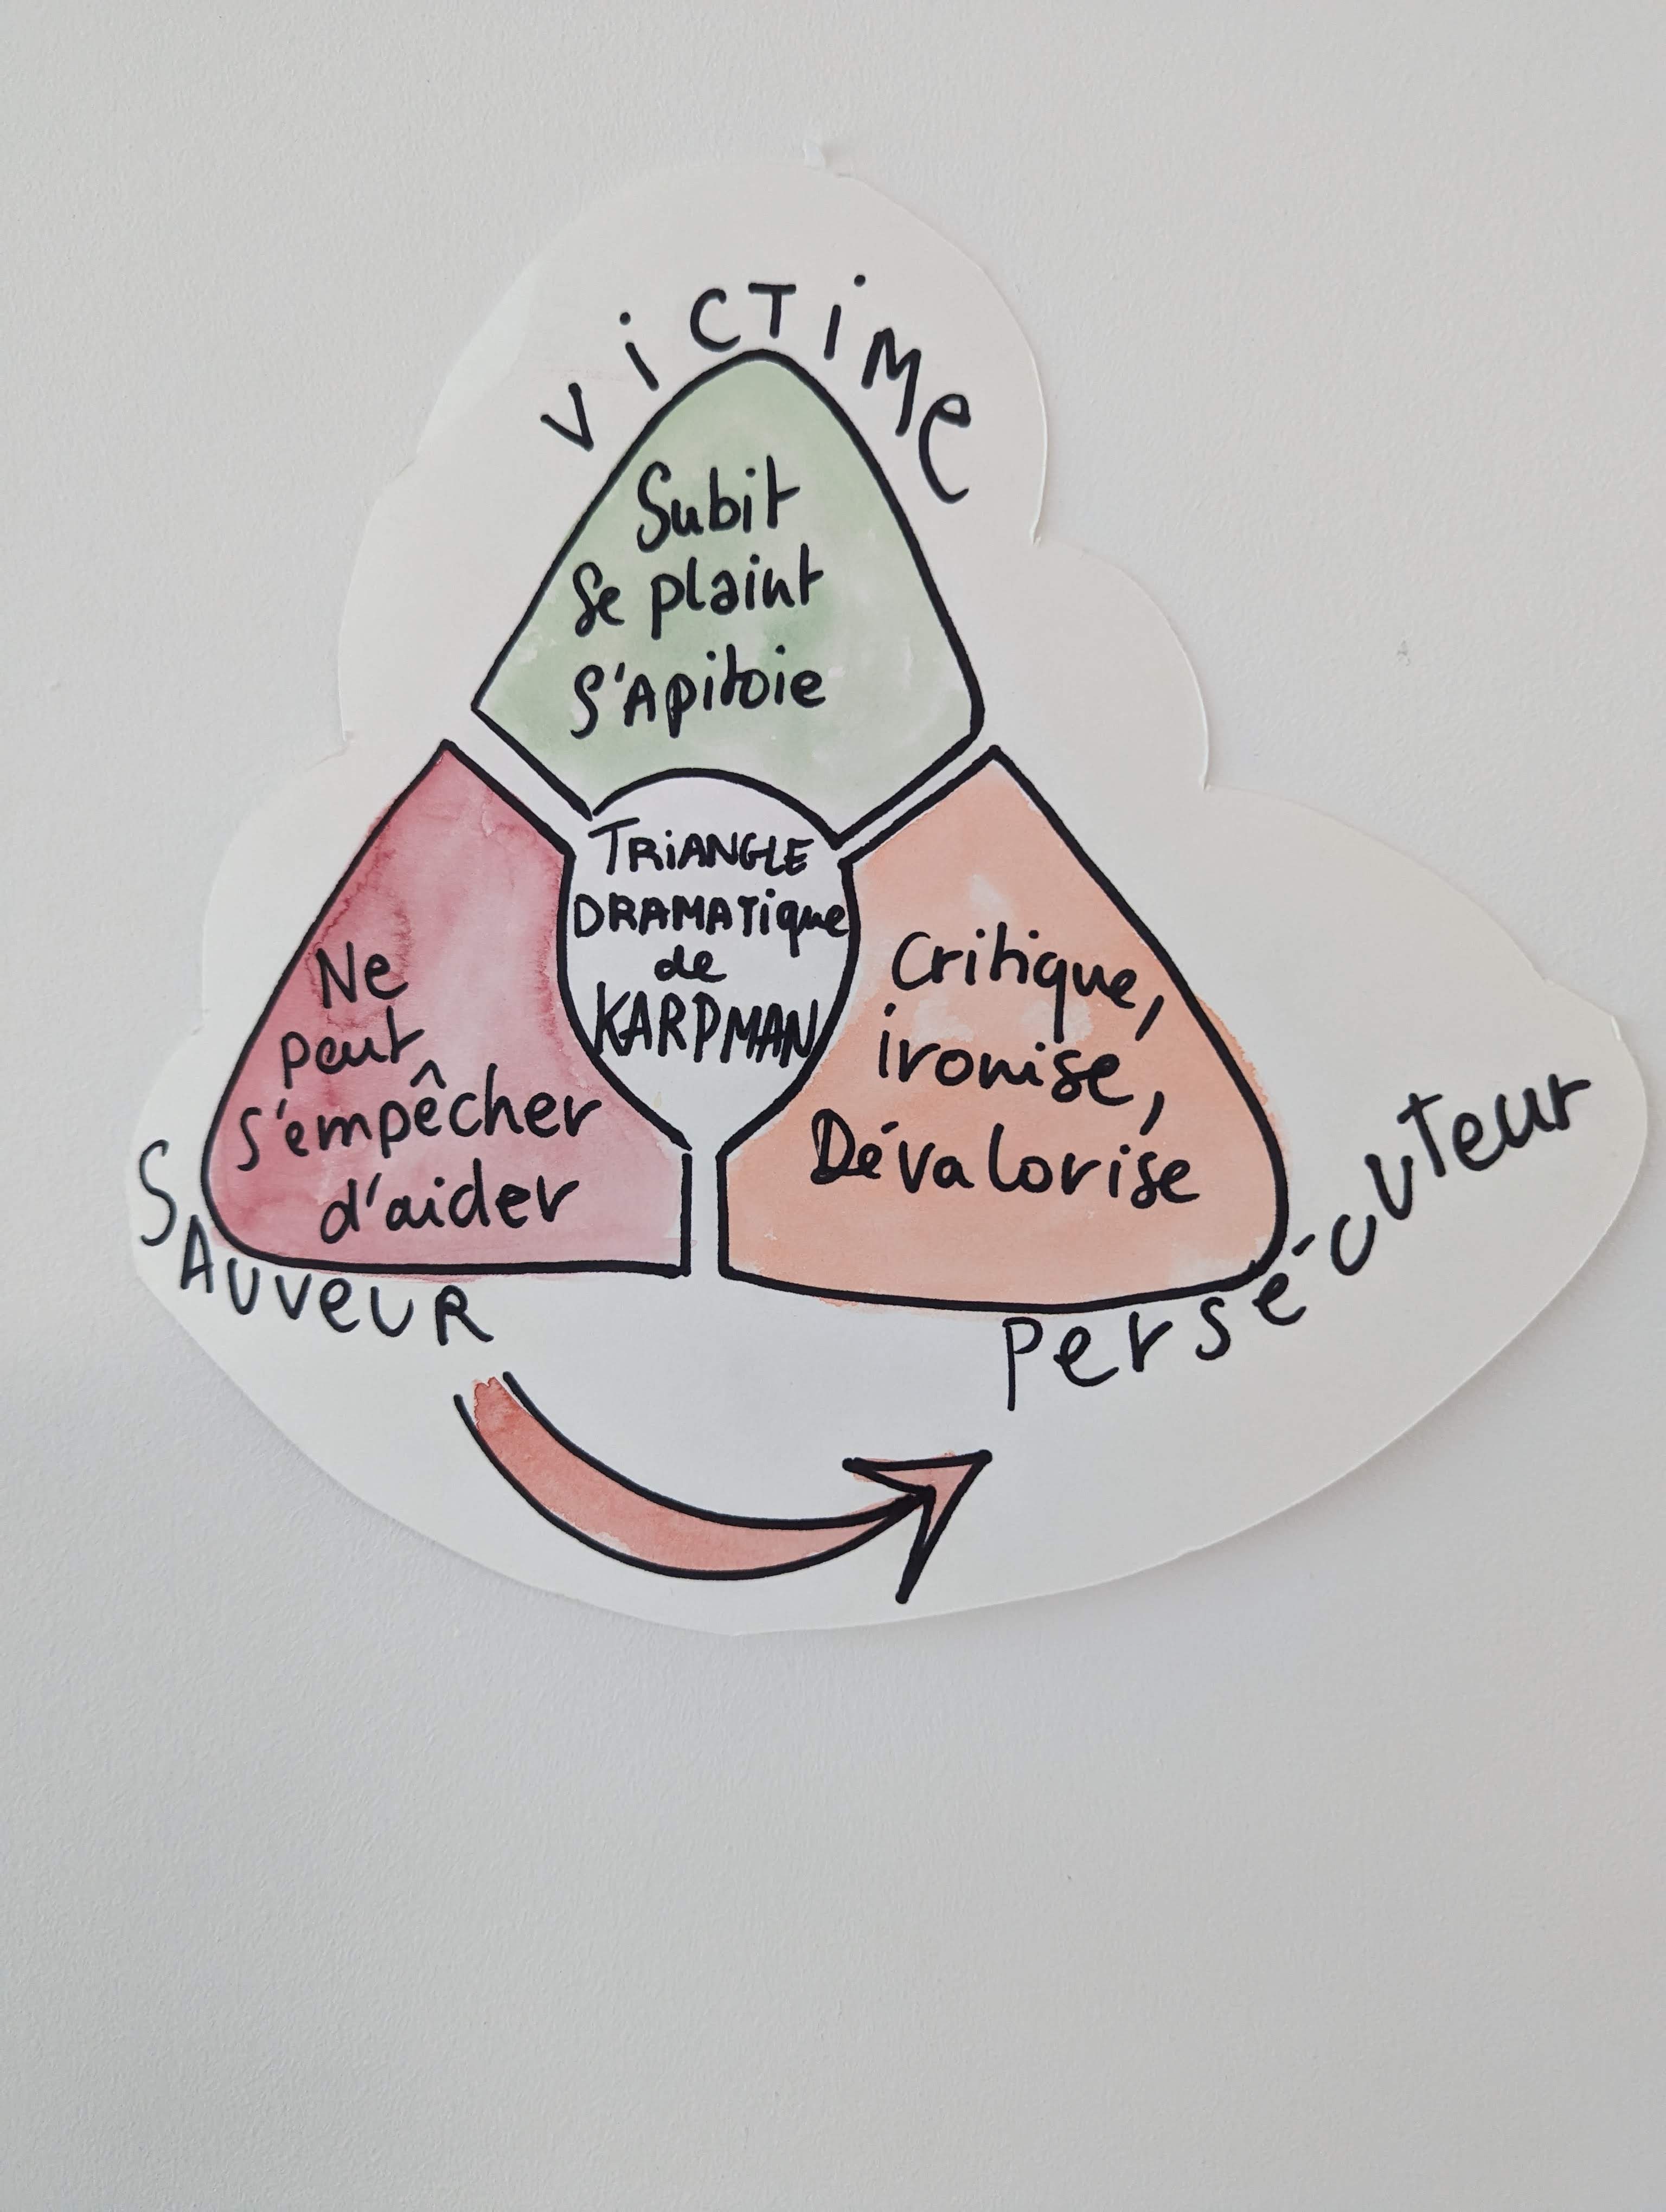 ViCTiMe
Subit
Se plaint
S'Apitoie
TRiANGLE
DRAMATique
de
KARPMAN
Ne
peut
s'empêcher
d'aider
SAUVeUR
Critique,
ironise,
Dévalorise
Persécuteur